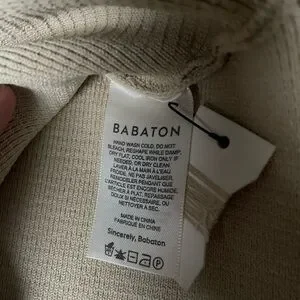 BABATON
HAND WASH COLD, DO NOT
BLEACH, RESHAPE WHILE DAMP,
DRY FLAT, COOL IRON ONLY IF
NEEDED, OR DRY CLEAN
LAVER À LA MAIN À L'EAU
FROIDE, NE PAS JAVELISER,
REMODELER PENDANT QUE
L'ARTICLE EST ENCORE HUMIDE,
SÉCHER À PLAT, REPASSAGE
DOUX SI NÉCESSAIRE, OU
NETTOYER À SEC.
MADE IN CHINA
FABRIQUÉ EN CHINE
Sincerely, Babaton